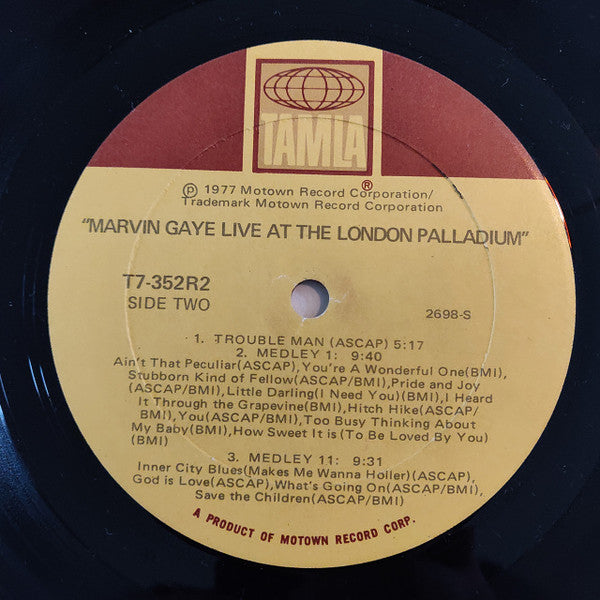 TAMLA®
℗ 1977 Motown Record Corporation/
Trademark Motown Record Corporation
"MARVIN GAYE LIVE AT THE LONDON PALLADIUM"
T7-352R2
SIDE TWO
2698-S
1. TROUBLE MAN (ASCAP) 5:17
2. MEDLEY 1: 9:40
Ain't That Peculiar(ASCAP),You're A Wonderful One(BMI),
Stubborn Kind of Fellow(ASCAP/BMI),Pride and Joy
(ASCAP/BMI),Little Darling(I Need You)(BMI),I Heard
It Through the Grapevine(BMI),Hitch Hike(ASCAP/
BMI),You(ASCAP/BMI),Too Busy Thinking About
My Baby(BMI),How Sweet It is (To Be Loved By You)
(BMI)
3. MEDLEY 11: 9:31
Inner City Blues(Makes Me Wanna Holler)(ASCAP),
God is Love(ASCAP),What's Going On(ASCAP/BMI),
Save the Children(ASCAP/BMI)
A PRODUCT OF MOTOWN RECORD CORP.